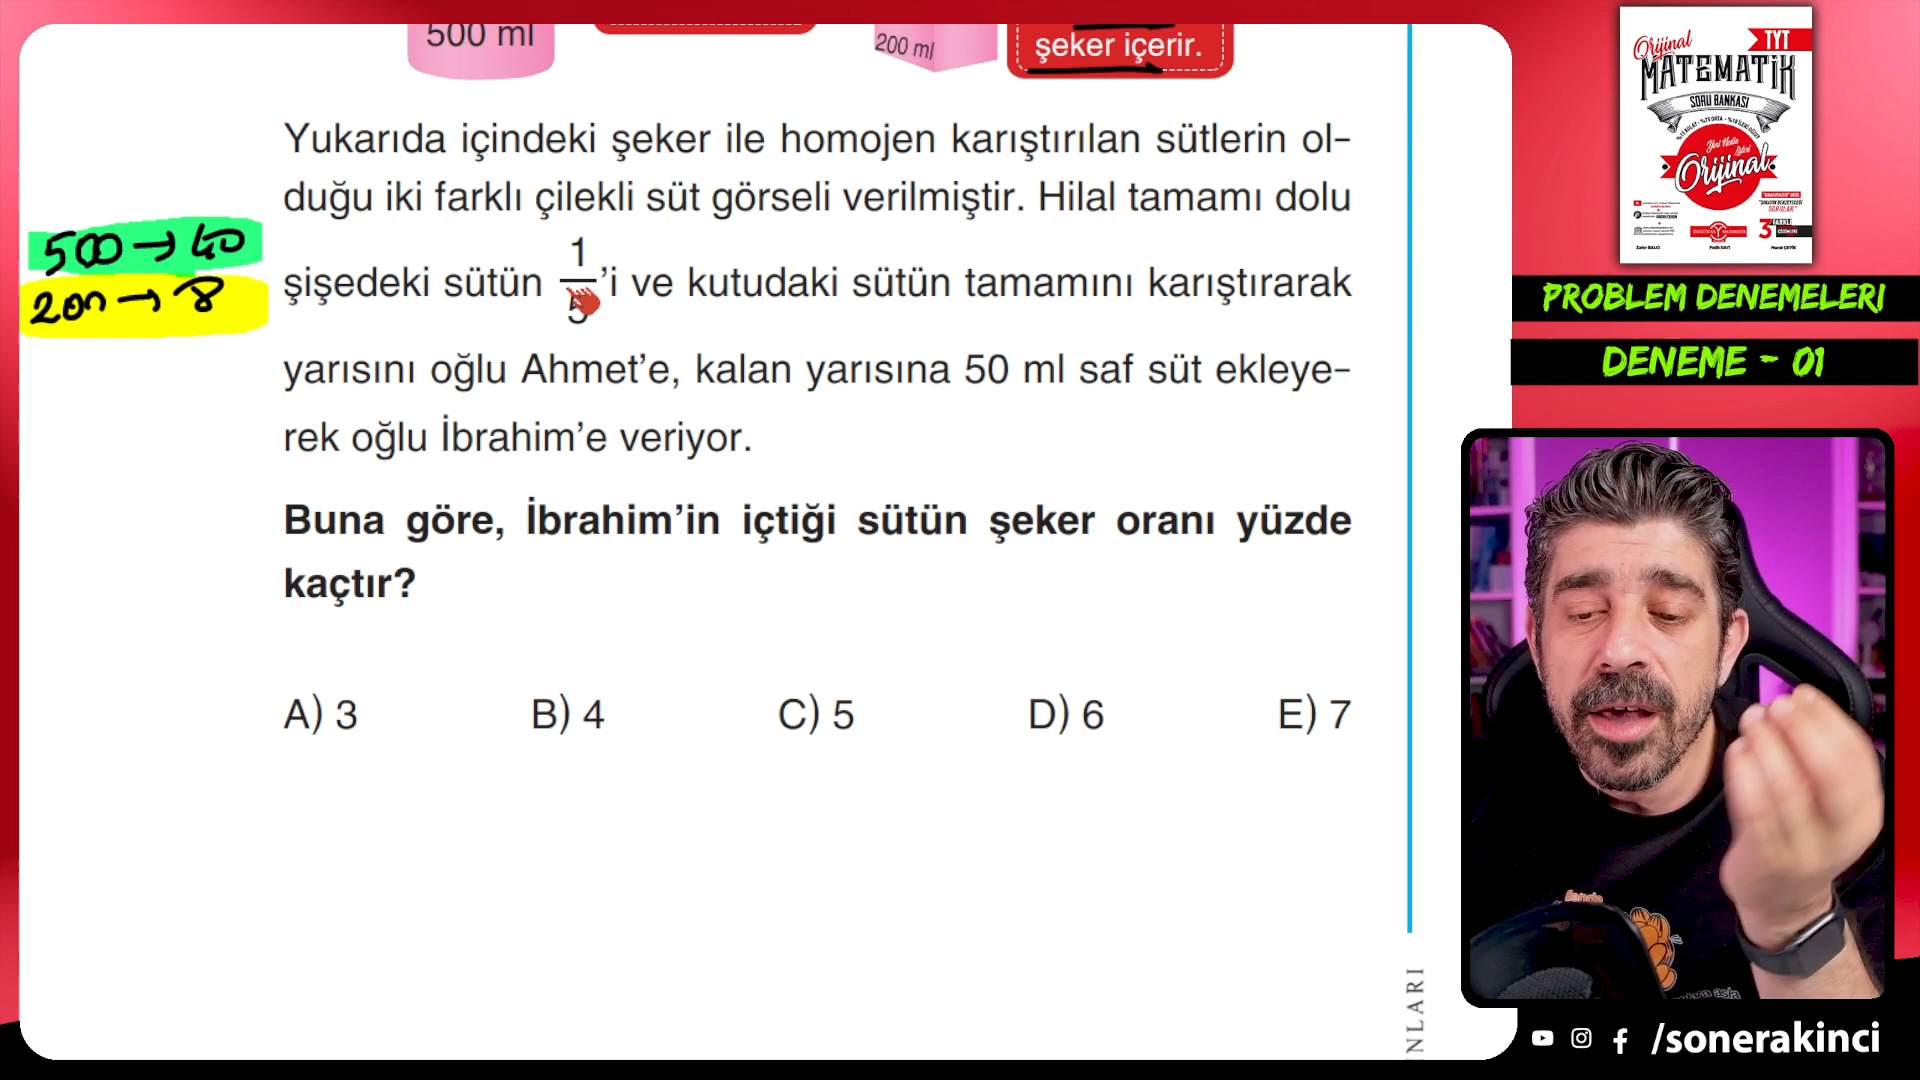 500 ml
200 ml
şeker içerir.
Yukarıda içindeki şeker ile homojen karıştırılan sütlerin ol-
duğu iki farklı çilekli süt görseli verilmiştir. Hilal tamamı dolu
şişedeki sütün 1/5'i ve kutudaki sütün tamamını karıştırarak
yarısını oğlu Ahmet'e, kalan yarısına 50 ml saf süt ekleye-
rek oğlu İbrahim'e veriyor.
Buna göre, İbrahim'in içtiği sütün şeker oranı yüzde
kaçtır?
A) 3 B) 4 C) 5 D) 6 E) 7
500 → 40
200 → 8
NLARI
Orijinal
TYT
MATEMATİK
SORU BANKASI
Orijinal
3
PROBLEM DENEMELERI
DENEME - 01
/sonerakinci